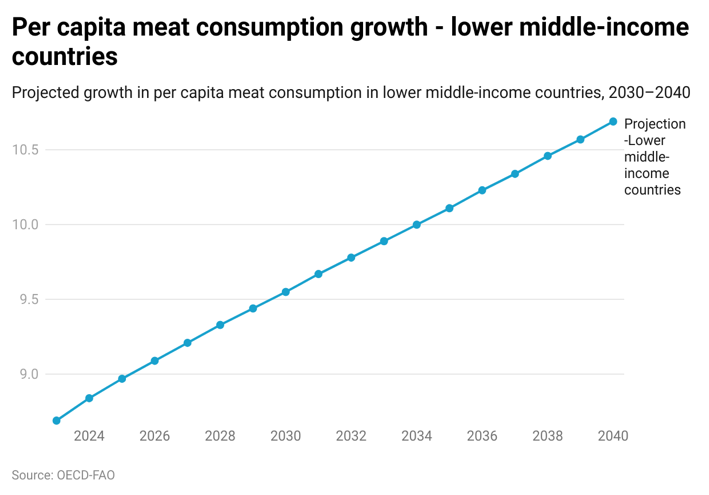 Per capita meat consumption growth - lower middle-income
countries
Projected growth in per capita meat consumption in lower middle-income countries, 2030–2040
10.5
10.0
9.5
9.0
Projection
-Lower
middle-
income
countries
2024 2026 2028 2030 2032 2034 2036 2038 2040
Source: OECD-FAO